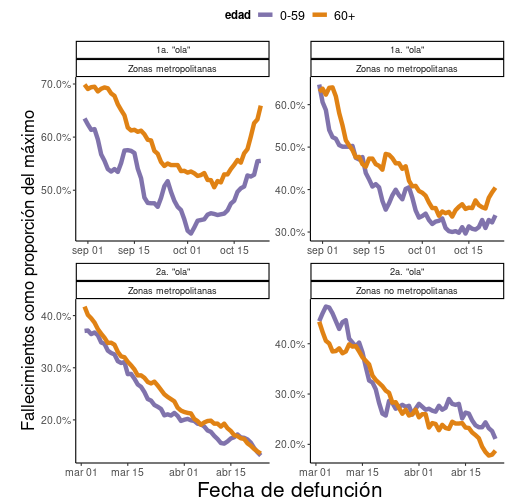 edad 0-59 60+
1a. "ola" 1a. "ola"
Zonas metropolitanas Zonas no metropolitanas
70.0%
60.0%
50.0%
60.0%
50.0%
40.0%
30.0%
sep 01 sep 15 oct 01 oct 15
sep 01 sep 15 oct 01 oct 15
2a. "ola" 2a. "ola"
Zonas metropolitanas Zonas no metropolitanas
40.0%
30.0%
20.0%
40.0%
30.0%
20.0%
mar 01 mar 15 abr 01 abr 15
mar 01 mar 15 abr 01 abr 15
Fallecimientos como proporción del máximo
Fecha de defunción